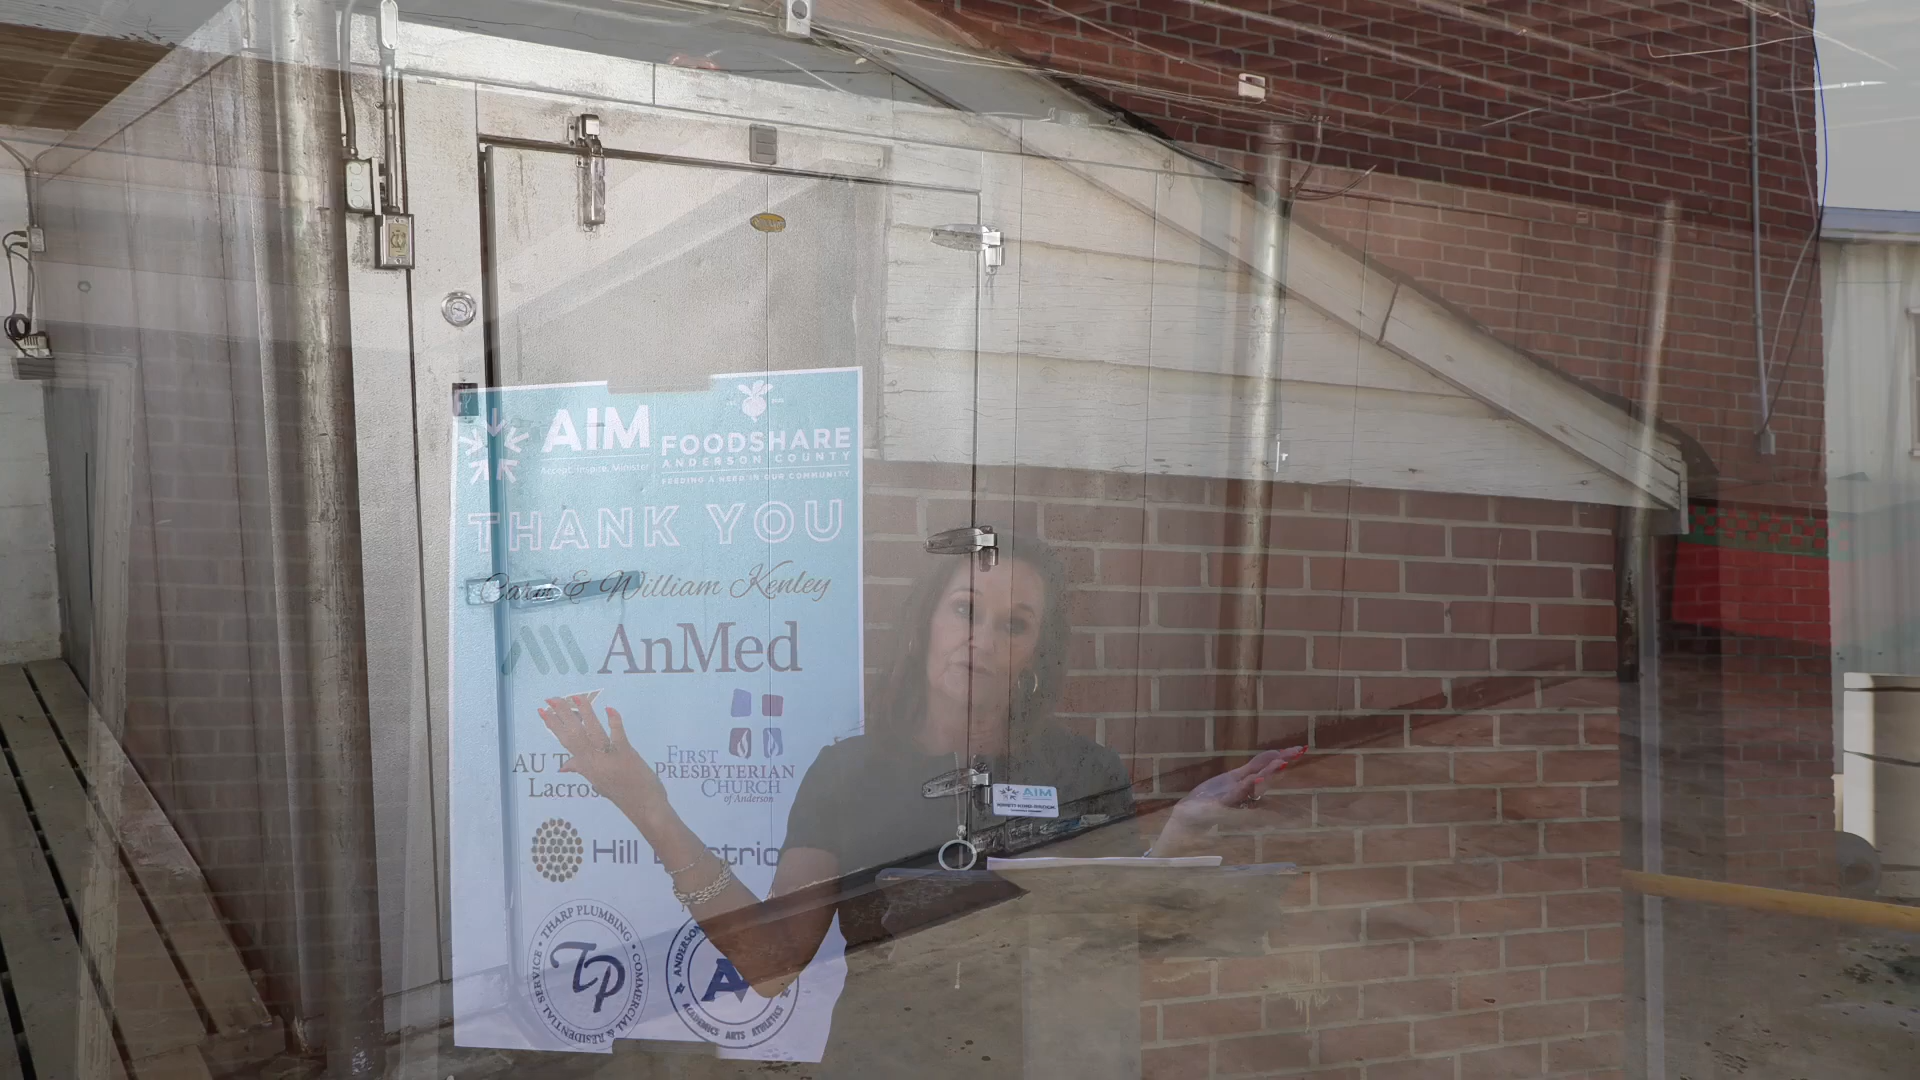 AIM
Accept. Inspire. Minister
FOODSHARE
ANDERSON COUNTY
FEEDING A NEED IN OUR COMMUNITY
THANK YOU
Carol & William Kenley
AnMed
AU
Lacros
FIRST
PRESBYTERIAN
CHURCH
of Anderson
Hill
THARP PLUMBING • COMMERCIAL & RESIDENTIAL SERVICE •
TP
ANDERSON
ACADEMICS ARTS ATHLETICS
AIM